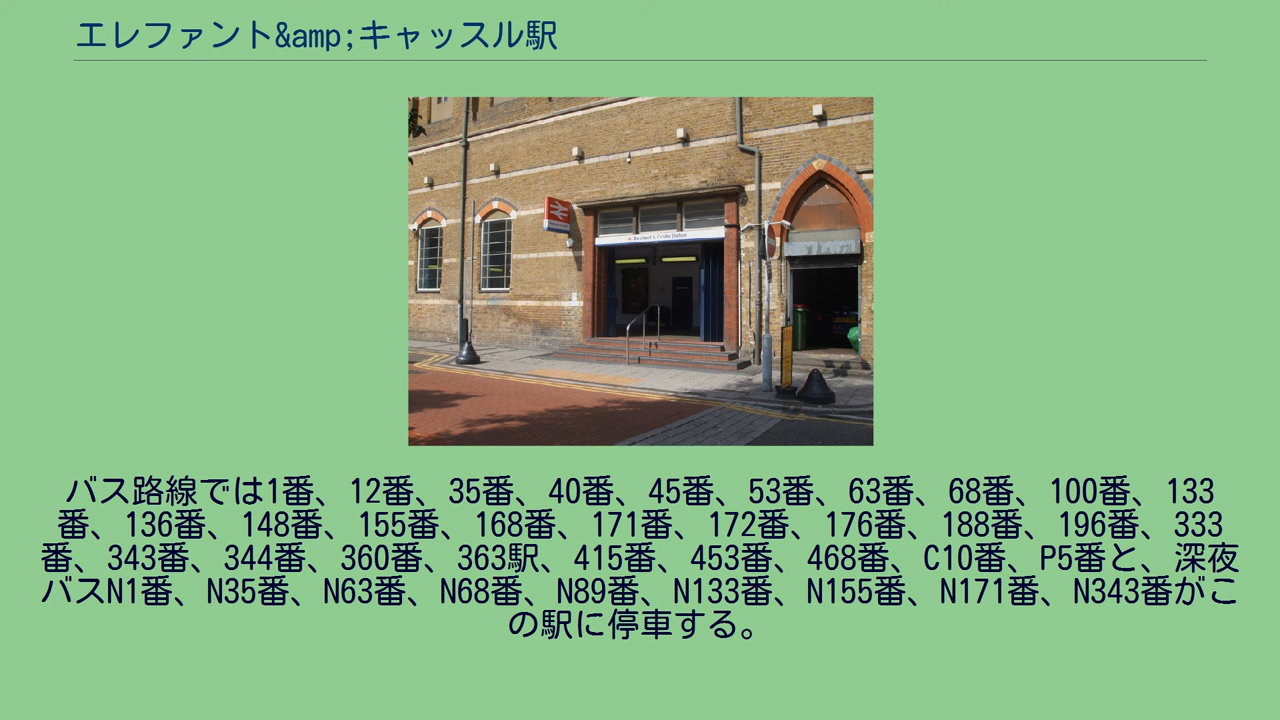 エレファント&amp;キャッスル駅
Elephant & Castle Station
バス路線では1番、12番、35番、40番、45番、53番、63番、68番、100番、133
番、136番、148番、155番、168番、171番、172番、176番、188番、196番、333
番、343番、344番、360番、363駅、415番、453番、468番、C10番、P5番と、深夜
バスN1番、N35番、N63番、N68番、N89番、N133番、N155番、N171番、N343番がこ
の駅に停車する。